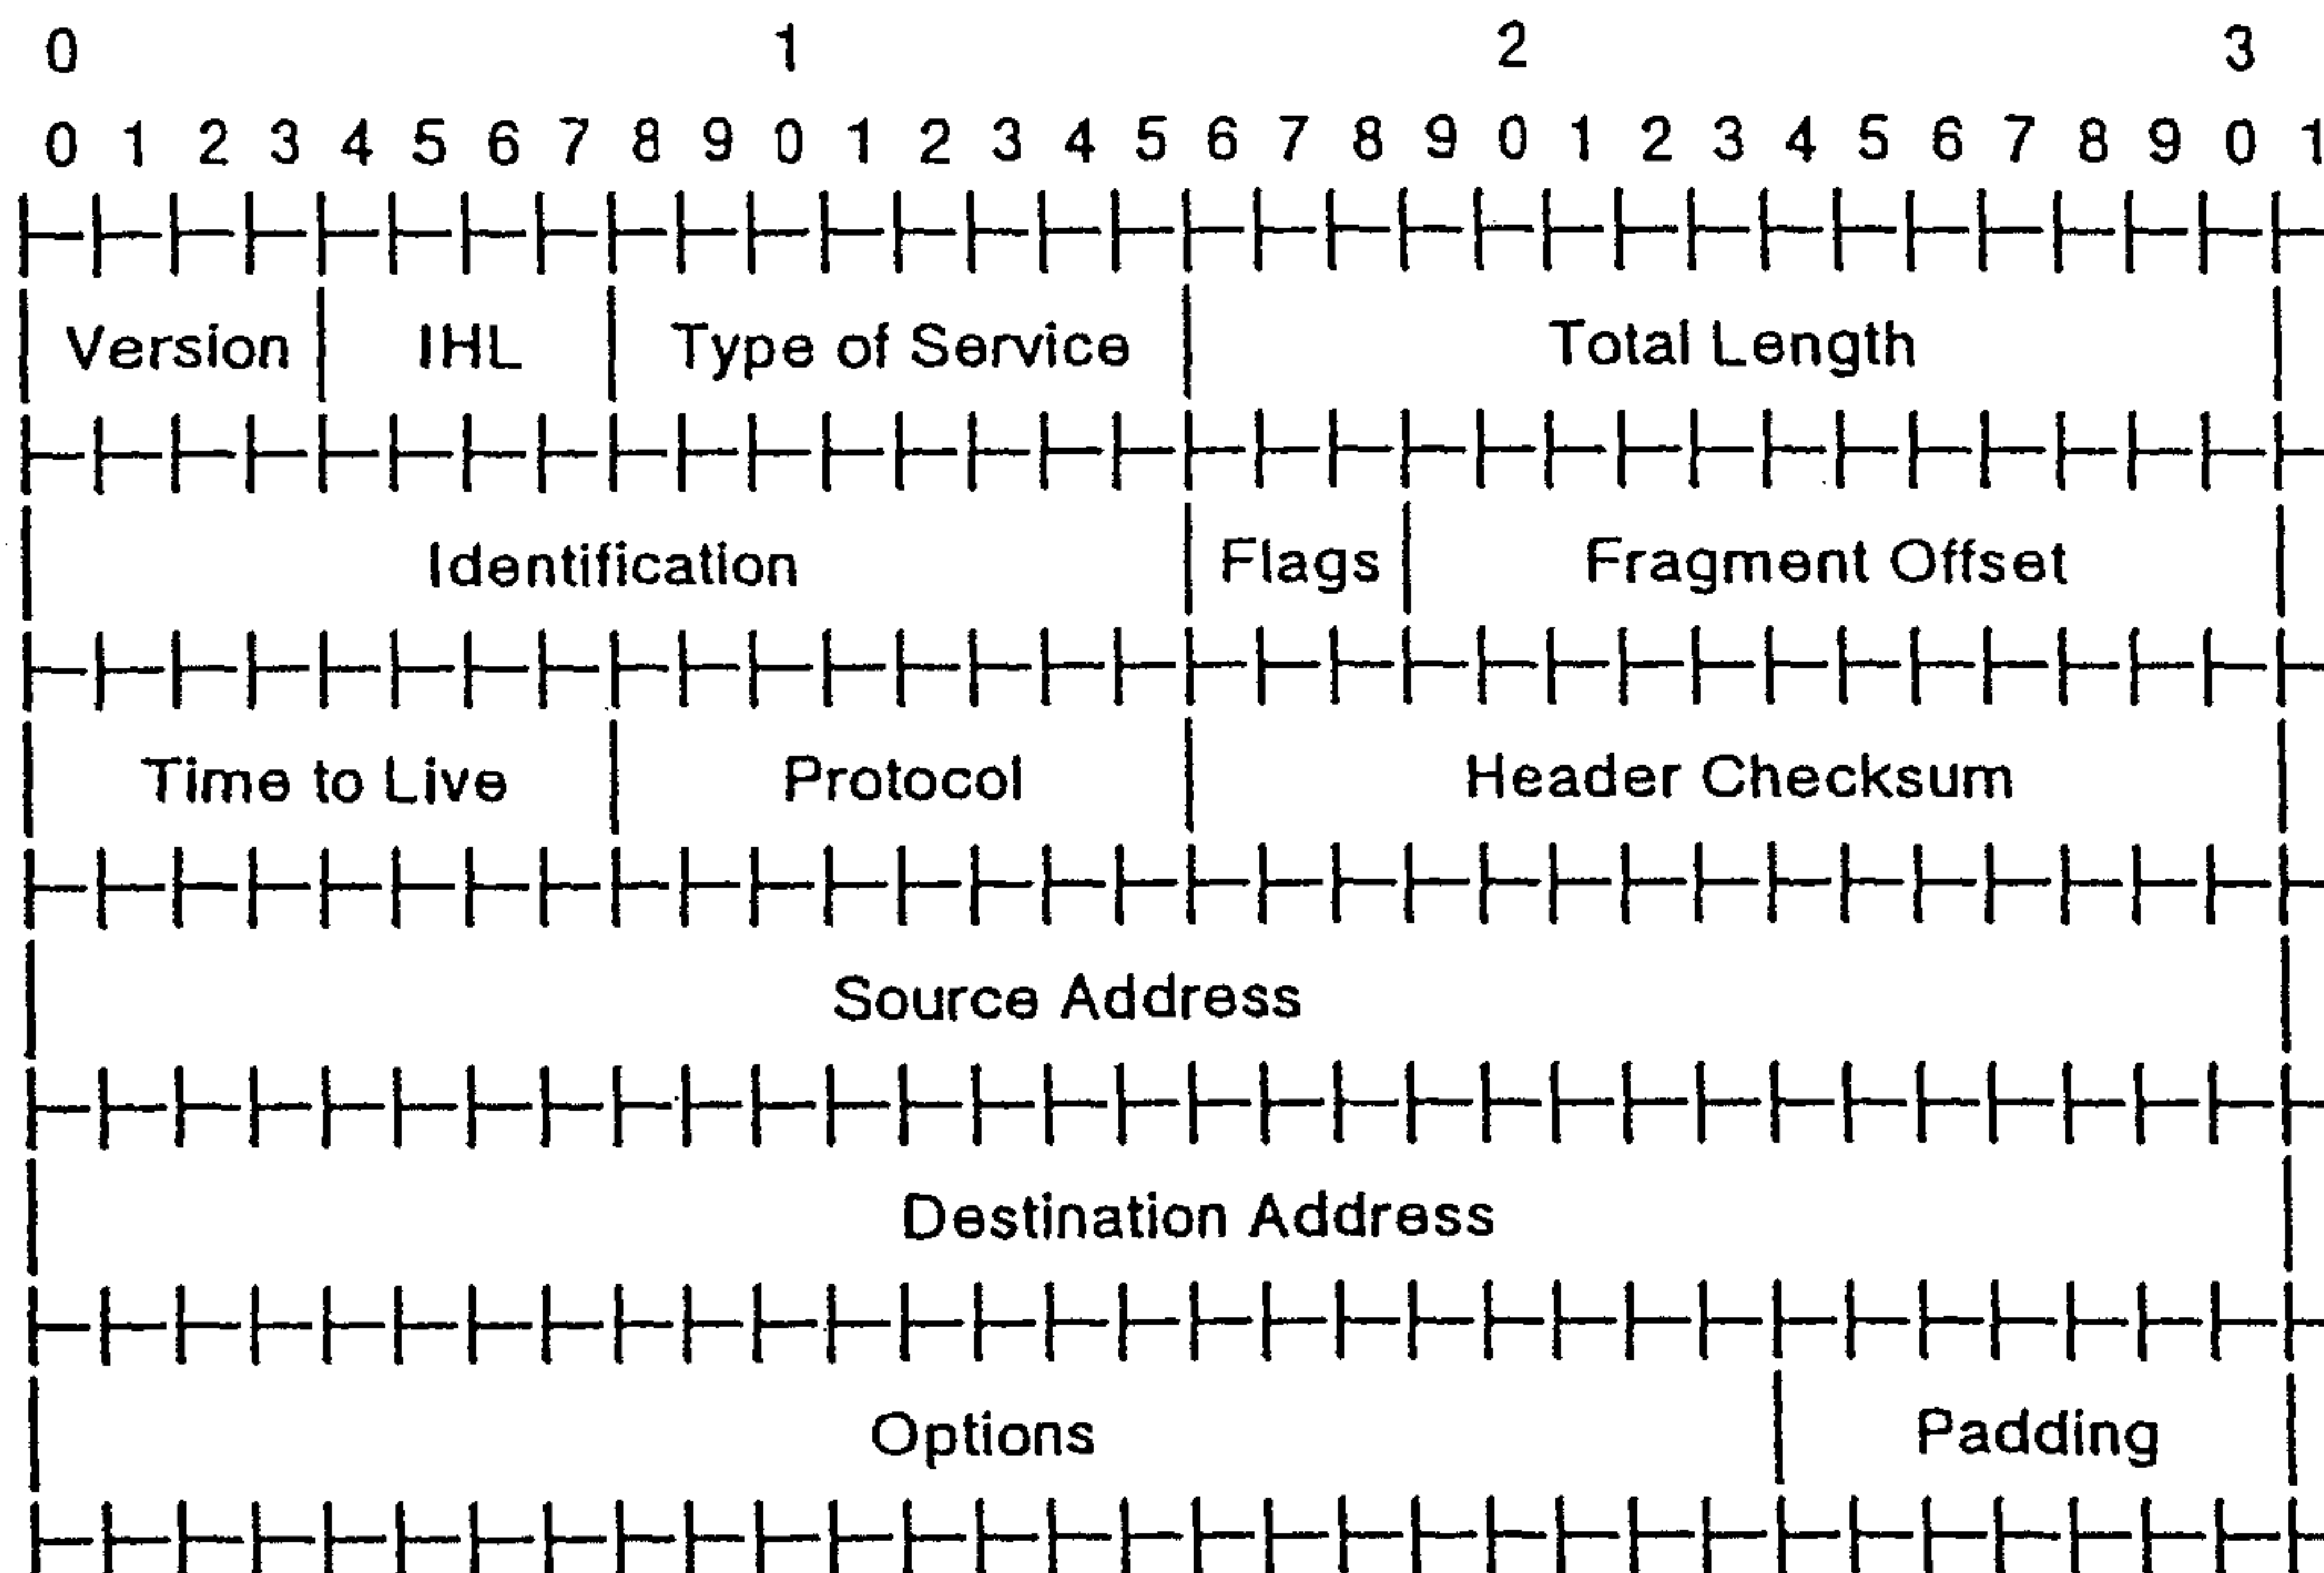 0 1 2 3
0 1 2 3 4 5 6 7 8 9 0 1 2 3 4 5 6 7 8 9 0 1 2 3 4 5 6 7 8 9 0 1
Version IHL Type of Service Total Length
Identification Flags Fragment Offset
Time to Live Protocol Header Checksum
Source Address
Destination Address
Options Padding